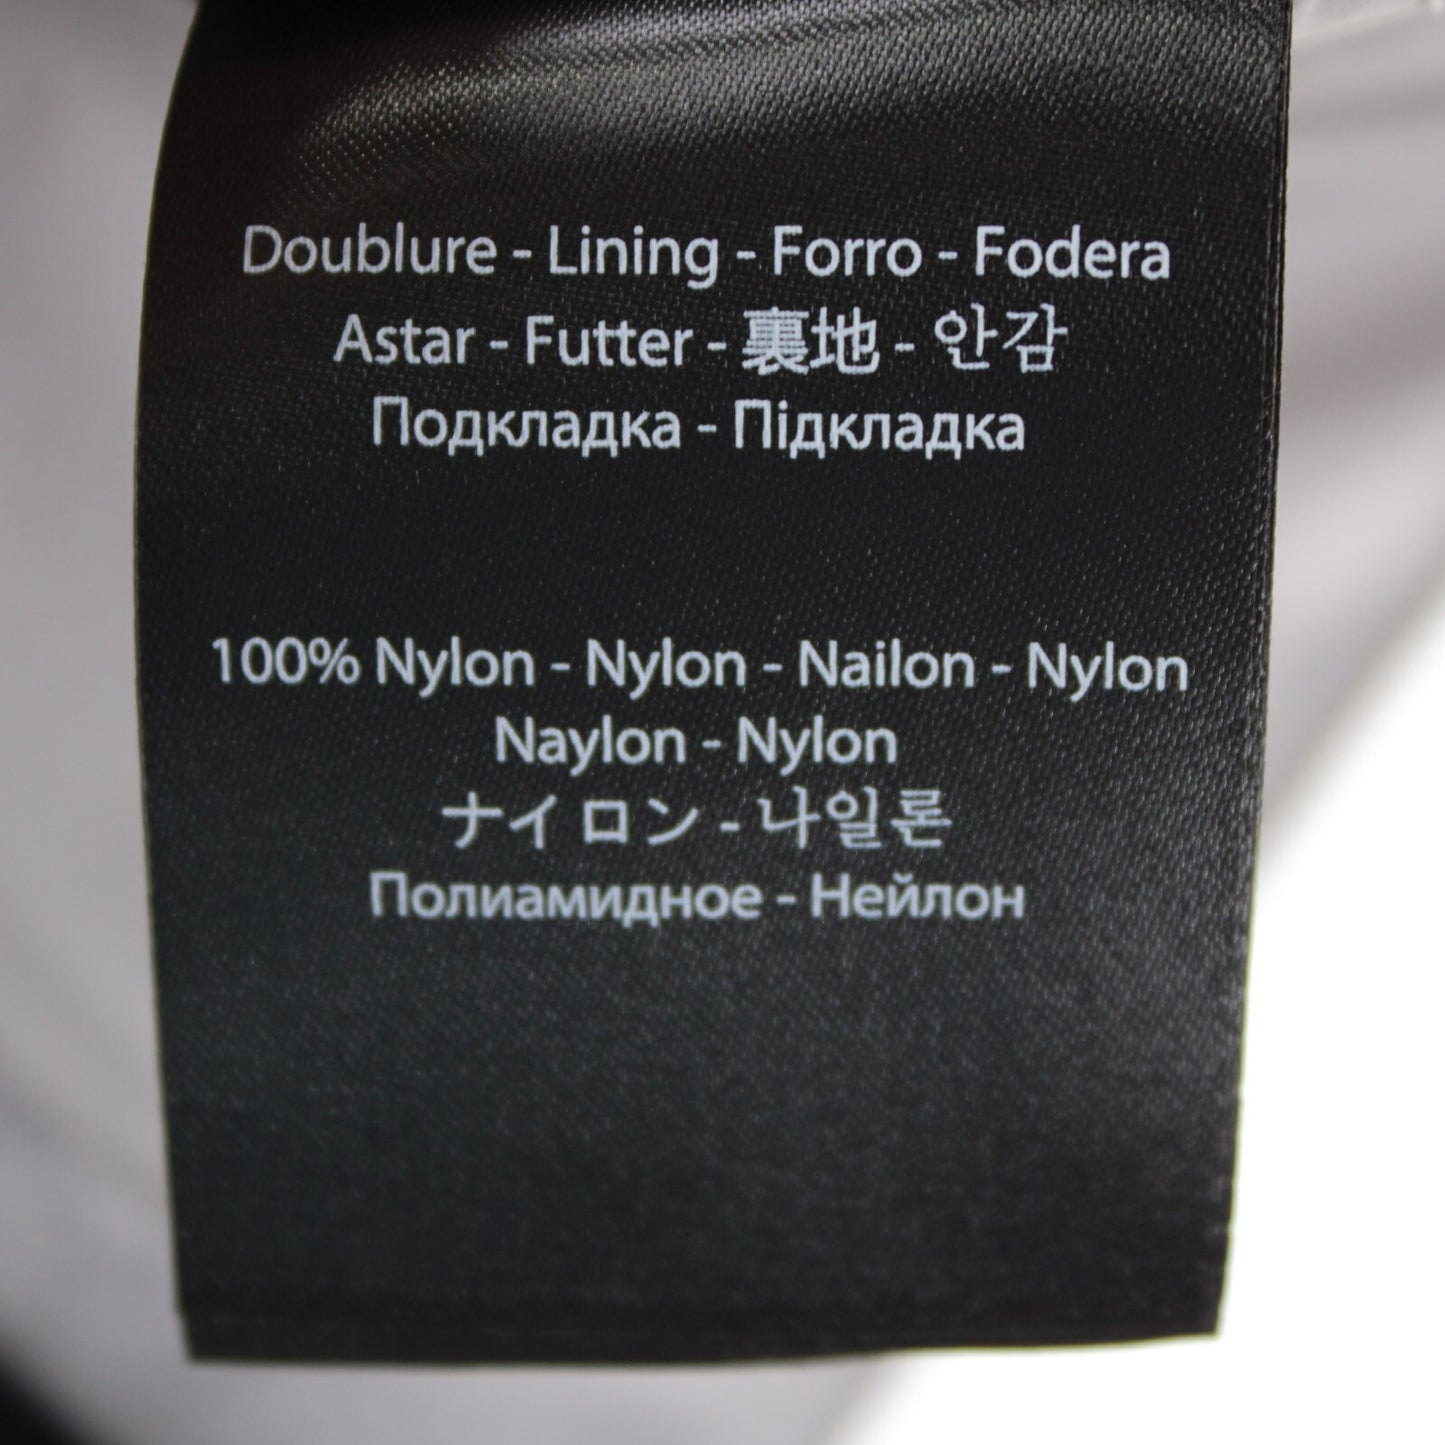 Doublure - Lining - Forro - Fodera
Astar - Futter - 裏地 - 안감
Подкладка - Підкладка
100% Nylon - Nylon - Nailon - Nylon
Naylon - Nylon
ナイロン - 나일론
Полиамидное - Нейлон